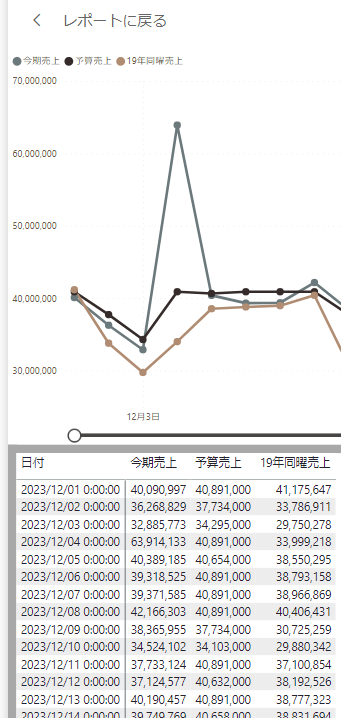 レポートに戻る
今期売上 予算売上 19年同曜売上
70,000,000
60,000,000
50,000,000
40,000,000
30,000,000
12月3日
日付 今期売上 予算売上 19年同曜売上
2023/12/01 0:00:00 40,090,997 40,891,000 41,175,647
2023/12/02 0:00:00 36,268,829 37,734,000 33,786,911
2023/12/03 0:00:00 32,885,773 34,295,000 29,750,278
2023/12/04 0:00:00 63,914,133 40,891,000 33,999,218
2023/12/05 0:00:00 40,389,185 40,654,000 38,550,295
2023/12/06 0:00:00 39,318,525 40,891,000 38,793,158
2023/12/07 0:00:00 39,371,585 40,891,000 38,966,869
2023/12/08 0:00:00 42,166,303 40,891,000 40,406,431
2023/12/09 0:00:00 38,365,955 37,734,000 30,725,259
2023/12/10 0:00:00 34,524,102 34,103,000 29,880,342
2023/12/11 0:00:00 37,733,124 40,891,000 37,100,854
2023/12/12 0:00:00 37,124,577 40,632,000 38,192,526
2023/12/13 0:00:00 40,190,457 40,891,000 38,777,323
2023/12/14 0:00:00 39,749,769 40,658,000 38,831,694